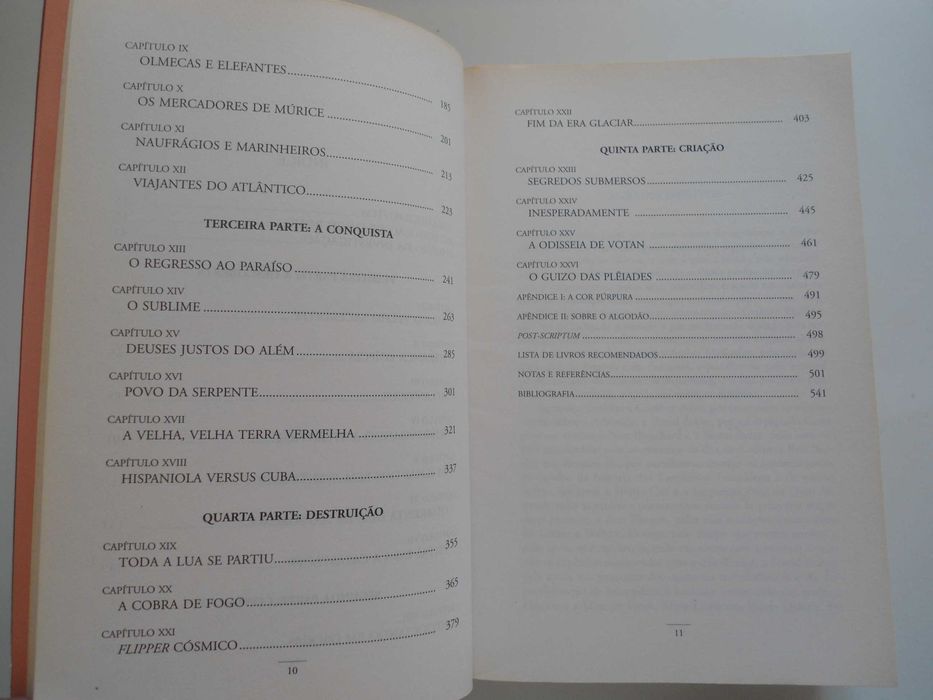 CAPÍTULO IX
OLMECAS E ELEFANTES 185
CAPÍTULO X
OS MERCADORES DE MÚRICE 201
CAPÍTULO XI
NAUFRÁGIOS E MARINHEIROS 213
CAPÍTULO XII
VIAJANTES DO ATLÂNTICO 223
TERCEIRA PARTE: A CONQUISTA
CAPÍTULO XIII
O REGRESSO AO PARAÍSO 241
CAPÍTULO XIV
O SUBLIME 263
CAPÍTULO XV
DEUSES JUSTOS DO ALÉM 285
CAPÍTULO XVI
POVO DA SERPENTE 301
CAPÍTULO XVII
A VELHA, VELHA TERRA VERMELHA 321
CAPÍTULO XVIII
HISPANIOLA VERSUS CUBA 337
QUARTA PARTE: DESTRUIÇÃO
CAPÍTULO XIX
TODA A LUA SE PARTIU 355
CAPÍTULO XX
A COBRA DE FOGO 365
CAPÍTULO XXI
FLIPPER CÓSMICO 379
10
CAPÍTULO XXII
FIM DA ERA GLACIAR 403
QUINTA PARTE: CRIAÇÃO
CAPÍTULO XXIII
SEGREDOS SUBMERSOS 425
CAPÍTULO XXIV
INESPERADAMENTE 445
CAPÍTULO XXV
A ODISSEIA DE VOTAN 461
CAPÍTULO XXVI
O GUIZO DAS PLÊIADES 479
APÊNDICE I: A COR PÚRPURA 491
APÊNDICE II: SOBRE O ALGODÃO 495
POST-SCRIPTUM 498
LISTA DE LIVROS RECOMENDADOS 499
NOTAS E REFERÊNCIAS 501
BIBLIOGRAFIA 541
11